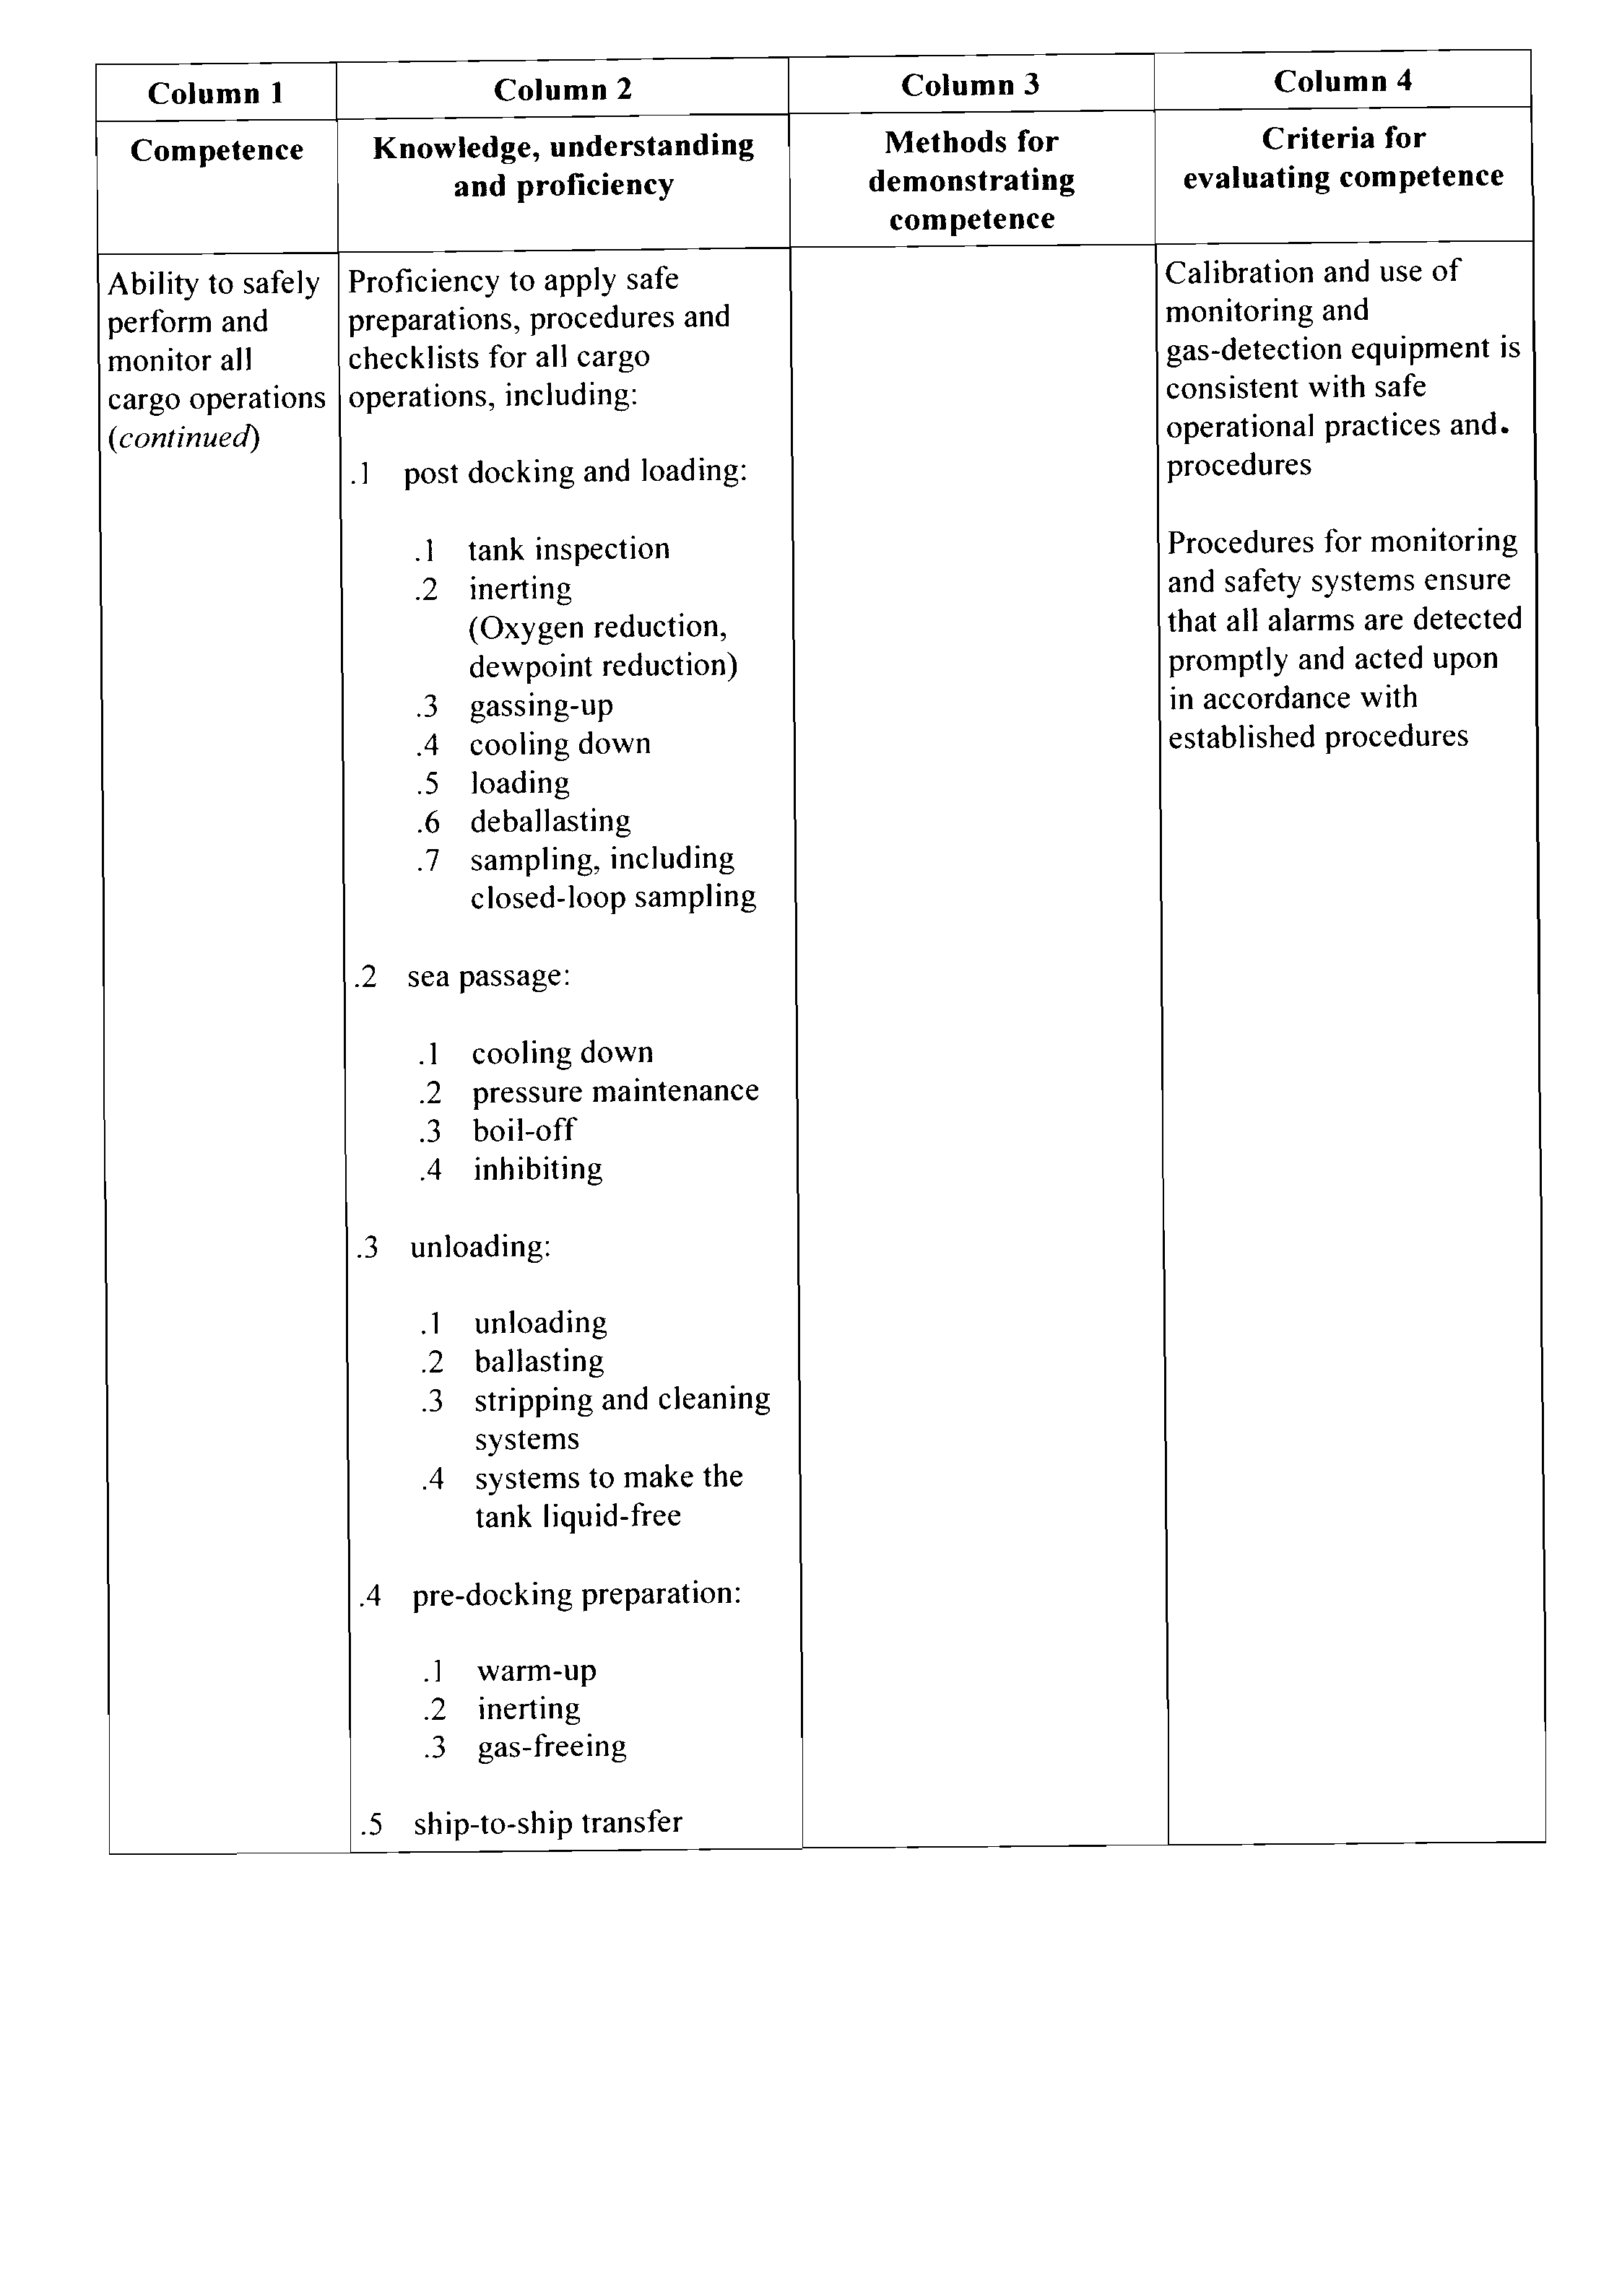 Column 1
Column 2
Column 3
Column 4
Competence
Knowledge, understanding
and proficiency
Methods for
demonstrating
competence
Criteria for
evaluating competence
Ability to safely
perform and
monitor all
cargo operations
(continued)
Proficiency to apply safe
preparations, procedures and
checklists for all cargo
operations, including:
.1 post docking and loading:
.1 tank inspection
.2 inerting
(Oxygen reduction,
dewpoint reduction)
.3 gassing-up
.4 cooling down
.5 loading
.6 deballasting
.7 sampling, including
closed-loop sampling
.2 sea passage:
.1 cooling down
.2 pressure maintenance
.3 boil-off
.4 inhibiting
.3 unloading:
.1 unloading
.2 ballasting
.3 stripping and cleaning
systems
.4 systems to make the
tank liquid-free
.4 pre-docking preparation:
.1 warm-up
.2 inerting
.3 gas-freeing
.5 ship-to-ship transfer
Calibration and use of
monitoring and
gas-detection equipment is
consistent with safe
operational practices and.
procedures
Procedures for monitoring
and safety systems ensure
that all alarms are detected
promptly and acted upon
in accordance with
established procedures